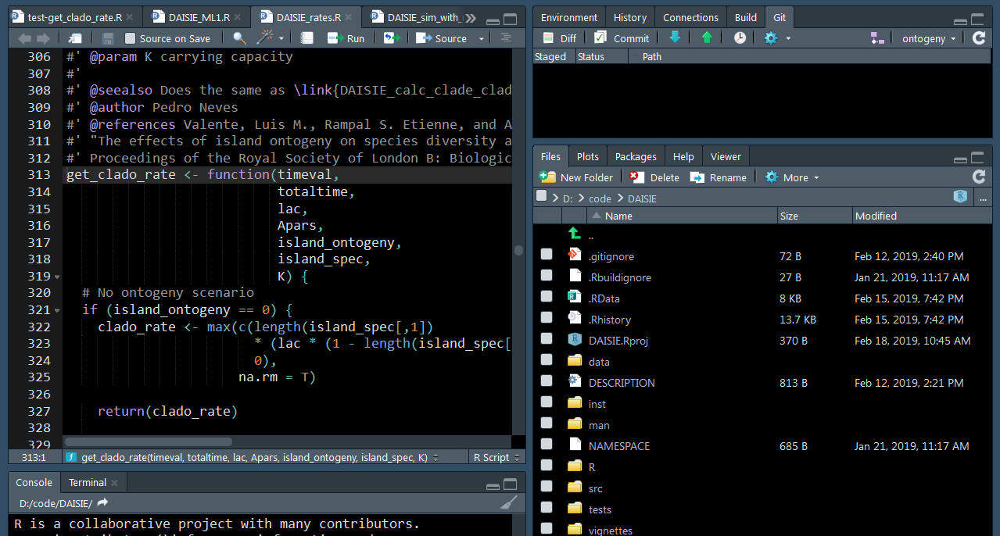 test-get_clado_rate.R DAISIE_ML1.R DAISIE_rates.R DAISIE_sim_with_
Source on Save Run Source
306 #' @param K carrying capacity
307 #'
308 #' @seealso Does the same as \link{DAISIE_calc_clade_clad
309 #' @author Pedro Neves
310 #' @references Valente, Luis M., Rampal S. Etienne, and A
311 #' "The effects of island ontogeny on species diversity a
312 #' Proceedings of the Royal Society of London B: Biologic
313 get_clado_rate <- function(timeval,
314 totaltime,
315 lac,
316 Apars,
317 island_ontogeny,
318 island_spec,
319 K) {
320 # No ontogeny scenario
321 if (island_ontogeny == 0) {
322 clado_rate <- max(c(length(island_spec[,1])
323 * (lac * (1 - length(island_spec[
324 0),
325 na.rm = T)
326
327 return(clado_rate)
328
329
313:1 get_clado_rate(timeval, totaltime, lac, Apars, island_ontogeny, island_spec, K) R Script
Console Terminal
D:/code/DAISIE/
R is a collaborative project with many contributors.
Environment History Connections Build Git
Diff Commit ontogeny
Staged Status Path
Files Plots Packages Help Viewer
New Folder Delete Rename More
D: code DAISIE ...
Name Size Modified
..
.gitignore 72 B Feb 12, 2019, 2:40 PM
.Rbuildignore 27 B Jan 21, 2019, 11:17 AM
.RData 8 KB Feb 15, 2019, 7:42 PM
.Rhistory 13.7 KB Feb 15, 2019, 7:42 PM
DAISIE.Rproj 370 B Feb 18, 2019, 10:45 AM
data
DESCRIPTION 813 B Feb 12, 2019, 2:21 PM
inst
man
NAMESPACE 685 B Jan 21, 2019, 11:17 AM
R
src
tests
vignettes